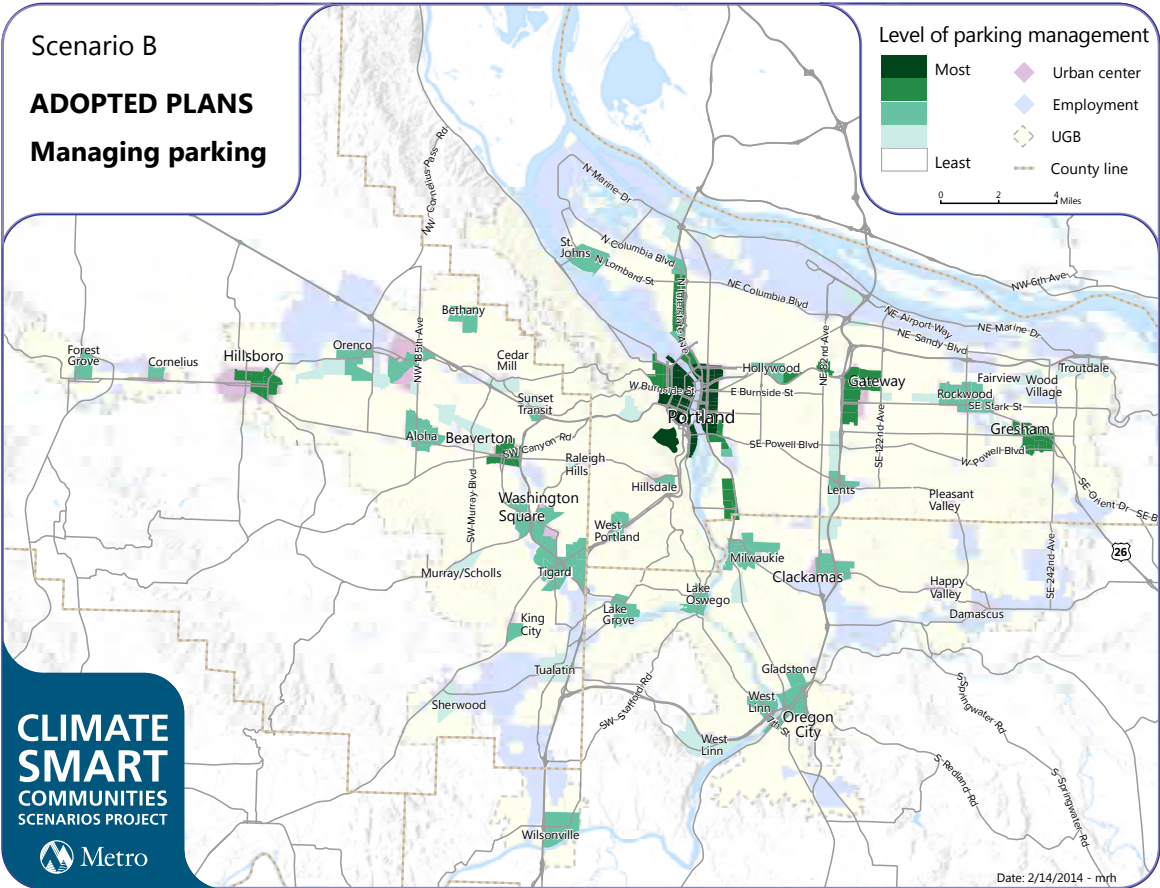 Scenario B
ADOPTED PLANS
Managing parking
Level of parking management
Most
Least
Urban center
Employment
UGB
County line
0 2 4
Miles
NW Cornelius Pass Rd
N Marine Dr
St.
Johns
N Columbia Blvd
N Lombard St
N Interstate Ave
NE Columbia Blvd
NW 6th Ave
NE Airport Way
NE Marine Dr
NE Sandy Blvd
Bethany
NW 185th Ave
NE 82nd Ave
Forest
Grove
Cornelius
Hillsboro
Orenco
Cedar
Mill
Hollywood
Gateway
Troutdale
Fairview
Wood
Village
W Burnside St
E Burnside St
Rockwood
SE Stark St
Sunset
Transit
Portland
Aloha
Beaverton
SW Canyon Rd
SE Powell Blvd
SE 122nd Ave
Gresham
W Powell Blvd
Raleigh
Hills
SW Murray Blvd
Washington
Square
Hillsdale
Lents
Pleasant
Valley
SE Orient Dr
SE B
West
Portland
Milwaukie
26
SE 242nd Ave
Murray/Scholls
Tigard
Clackamas
Happy
Valley
Damascus
Lake
Oswego
Lake
Grove
King
City
Tualatin
Gladstone
Sherwood
SW Stafford Rd
West
Linn
7th St
Oregon
City
West
Linn
S Springwater Rd
S Redland Rd
S Springwater Rd
Wilsonville
CLIMATE
SMART
COMMUNITIES
SCENARIOS PROJECT
Metro
Date: 2/14/2014 - mrh